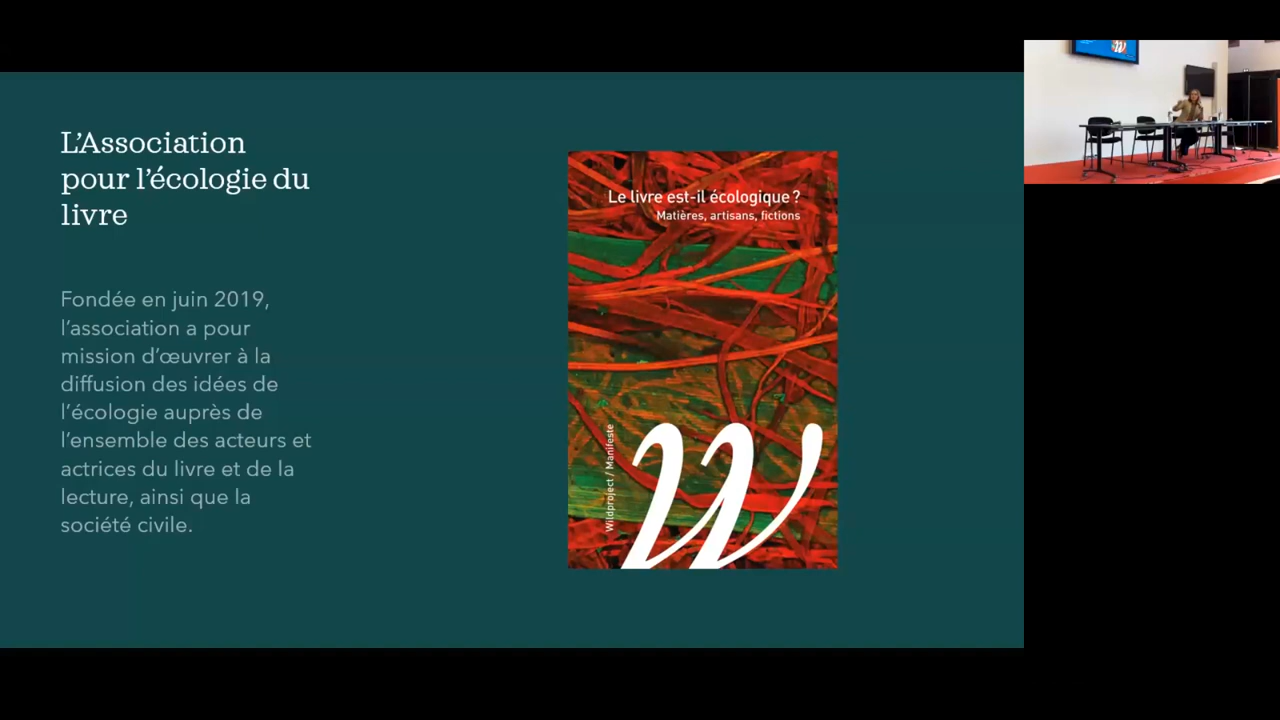 L'Association
pour l'écologie du
livre
Fondée en juin 2019,
l'association a pour
mission d'œuvrer à la
diffusion des idées de
l'écologie auprès de
l'ensemble des acteurs et
actrices du livre et de la
lecture, ainsi que la
société civile.
Le livre est-il écologique ?
Matières, artisans, fictions
Wildproject / Manifeste
W